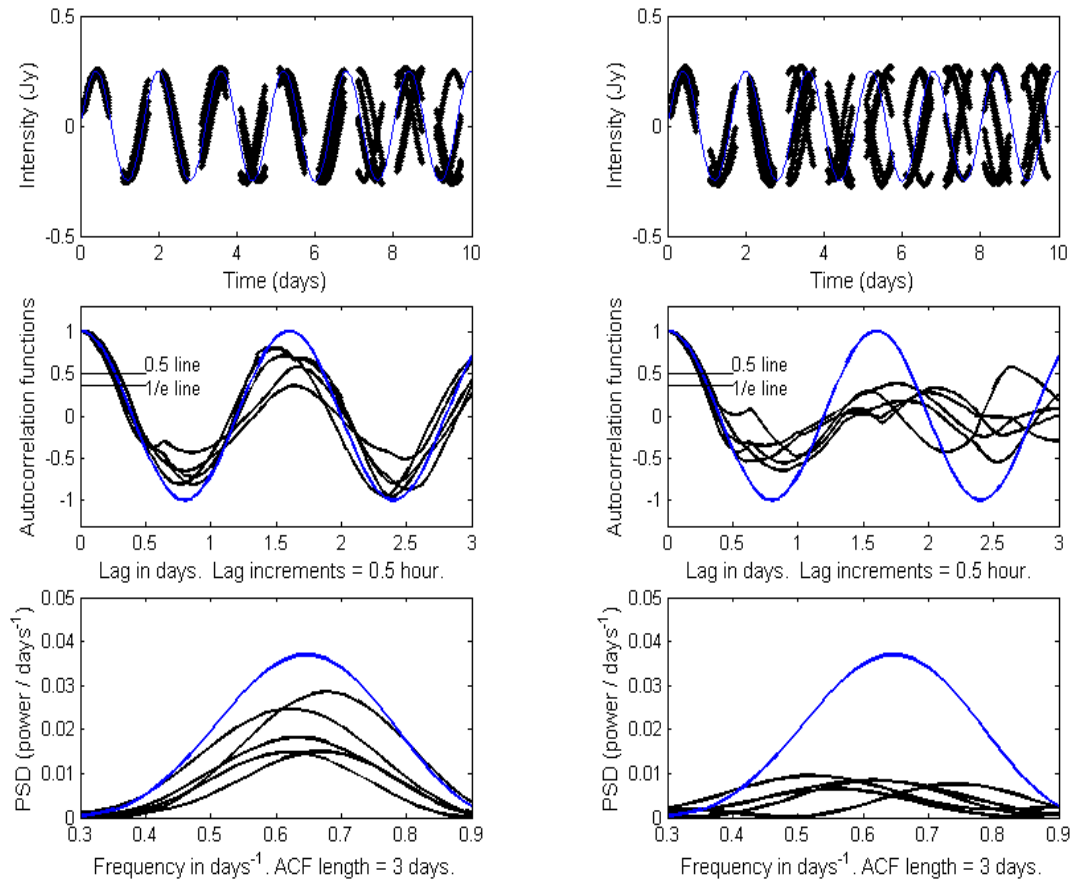 0.5
0
-0.5
Intensity (Jy)
0 2 4 6 8 10
Time (days)
0.5
0
-0.5
Intensity (Jy)
0 2 4 6 8 10
Time (days)
1
0.5
0
-0.5
-1
Autocorrelation functions
0.5 line
1/e line
0 0.5 1 1.5 2 2.5 3
Lag in days. Lag increments = 0.5 hour.
1
0.5
0
-0.5
-1
Autocorrelation functions
0.5 line
1/e line
0 0.5 1 1.5 2 2.5 3
Lag in days. Lag increments = 0.5 hour.
0.05
0.04
0.03
0.02
0.01
0
PSD (power / days⁻¹)
0.3 0.4 0.5 0.6 0.7 0.8 0.9
Frequency in days⁻¹. ACF length = 3 days.
0.05
0.04
0.03
0.02
0.01
0
PSD (power / days⁻¹)
0.3 0.4 0.5 0.6 0.7 0.8 0.9
Frequency in days⁻¹. ACF length = 3 days.